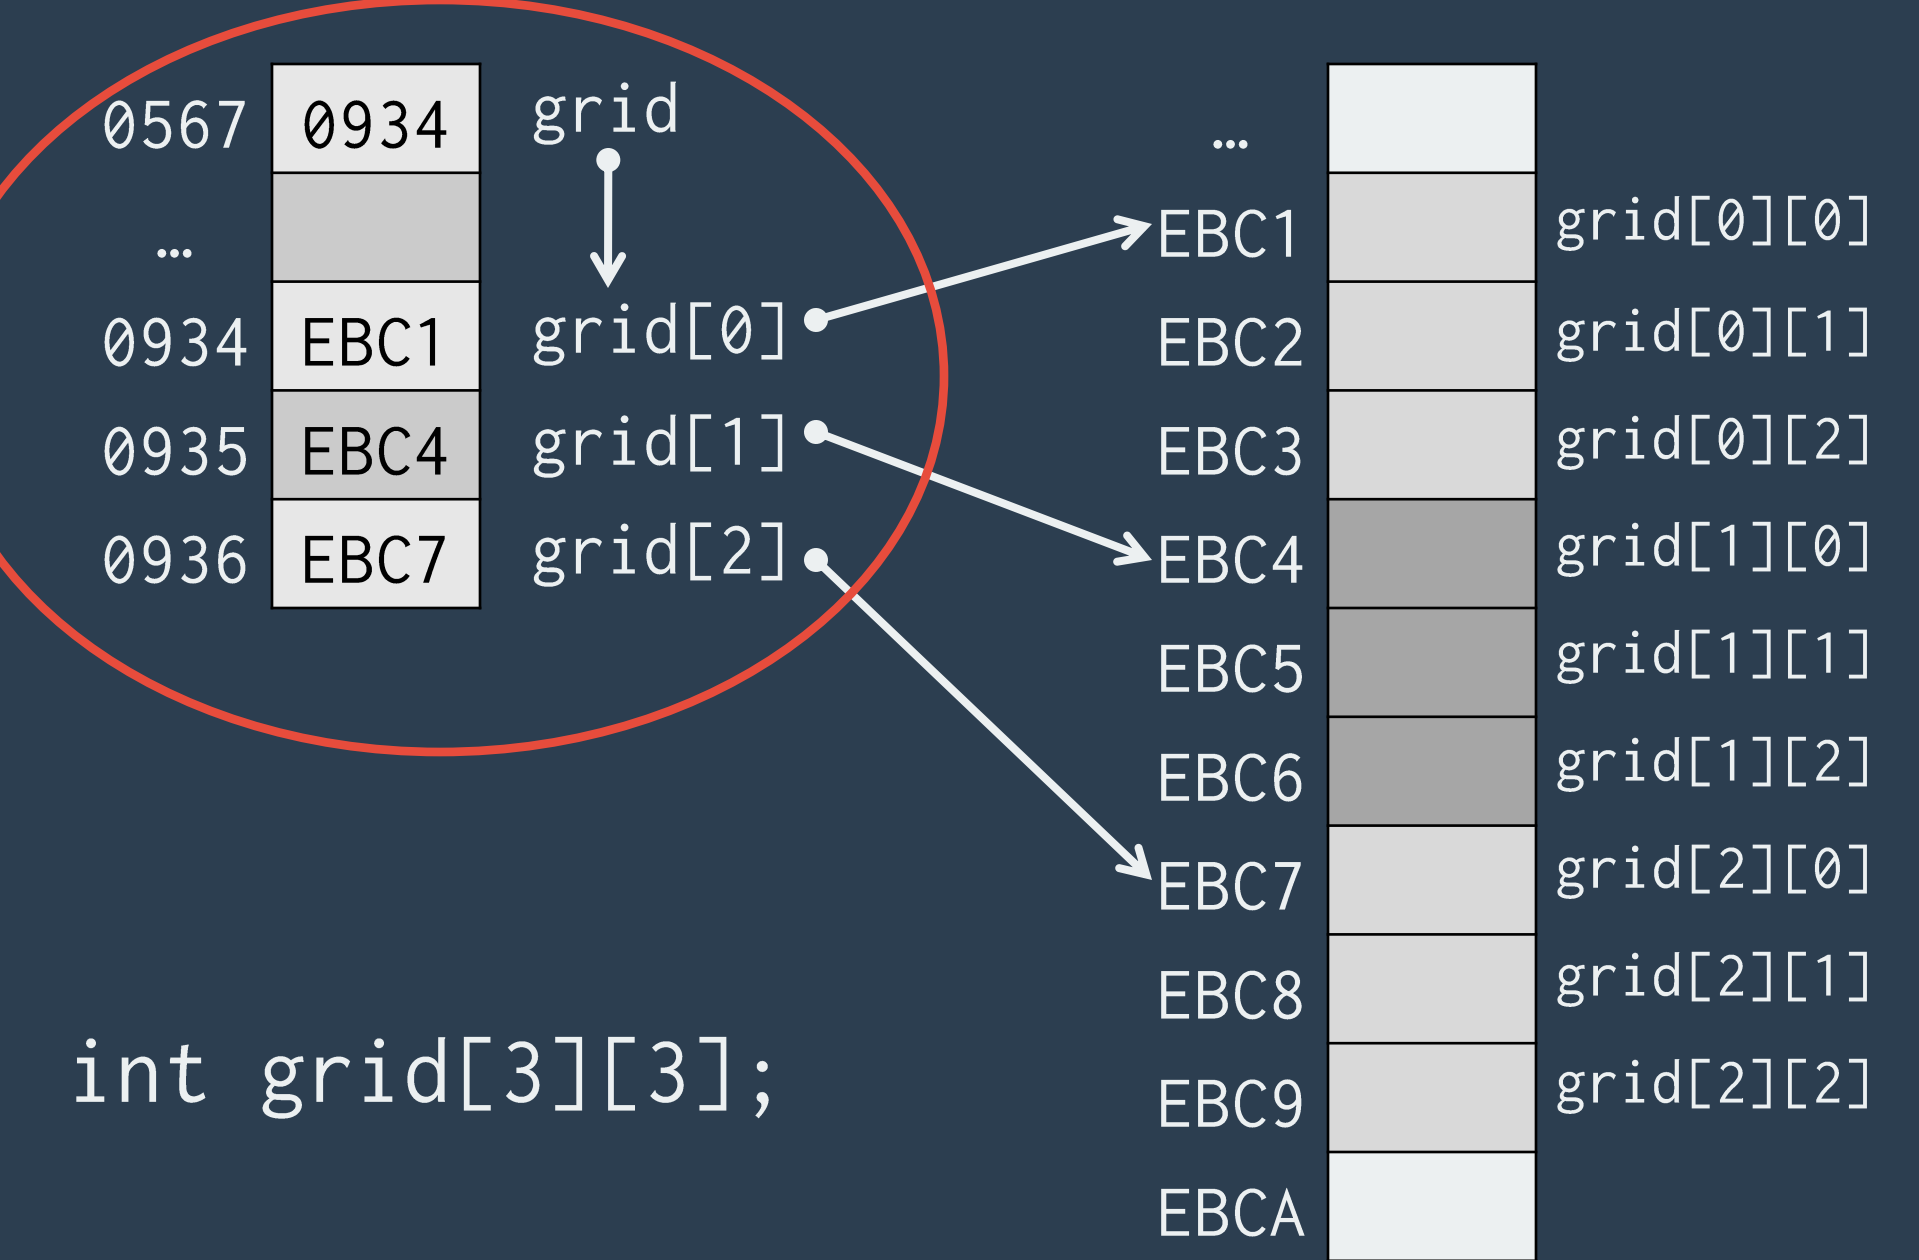 0567 0934 grid
…
0934 EBC1 grid[0]
0935 EBC4 grid[1]
0936 EBC7 grid[2]
int grid[3][3];
…
EBC1 grid[0][0]
EBC2 grid[0][1]
EBC3 grid[0][2]
EBC4 grid[1][0]
EBC5 grid[1][1]
EBC6 grid[1][2]
EBC7 grid[2][0]
EBC8 grid[2][1]
EBC9 grid[2][2]
EBCA